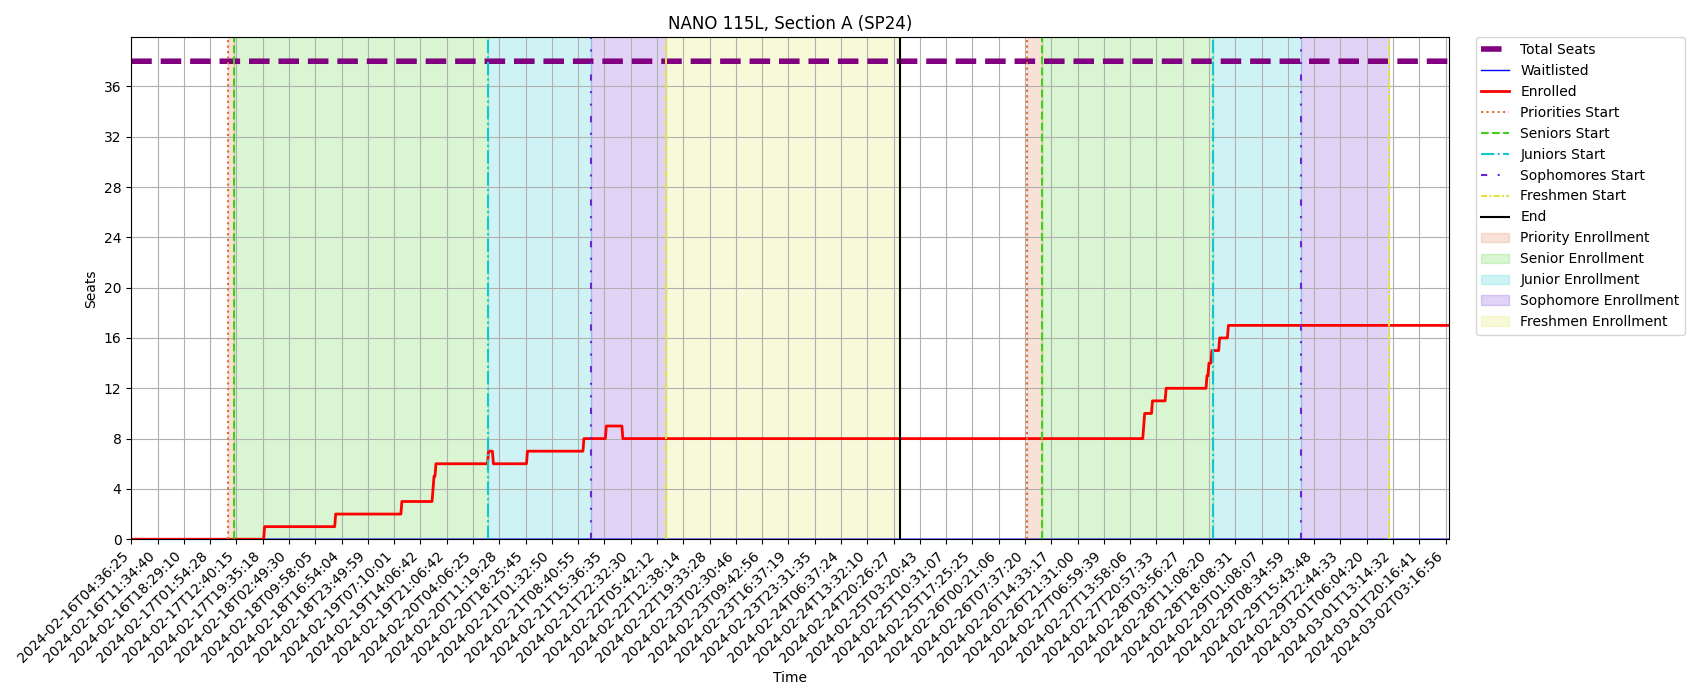 NANO 115L, Section A (SP24)
Seats
36
32
28
24
20
16
12
8
4
0
2024-02-16T04:36:25
2024-02-16T11:34:40
2024-02-16T18:29:10
2024-02-17T01:54:28
2024-02-17T12:40:15
2024-02-17T19:35:18
2024-02-18T02:49:30
2024-02-18T09:58:05
2024-02-18T16:54:04
2024-02-18T23:49:59
2024-02-19T07:10:01
2024-02-19T14:06:42
2024-02-19T21:06:42
2024-02-20T04:06:25
2024-02-20T11:19:28
2024-02-20T18:25:45
2024-02-21T01:32:50
2024-02-21T08:40:55
2024-02-21T15:36:35
2024-02-21T22:32:30
2024-02-22T05:42:12
2024-02-22T12:38:14
2024-02-22T19:33:28
2024-02-23T02:30:46
2024-02-23T09:42:56
2024-02-23T16:37:19
2024-02-23T23:31:35
2024-02-24T06:37:24
2024-02-24T13:32:10
2024-02-24T20:26:27
2024-02-25T03:20:43
2024-02-25T10:31:07
2024-02-25T17:25:25
2024-02-26T00:21:06
2024-02-26T07:37:20
2024-02-26T14:33:17
2024-02-26T21:31:00
2024-02-27T06:59:39
2024-02-27T13:58:06
2024-02-27T20:57:33
2024-02-28T03:56:27
2024-02-28T11:08:20
2024-02-28T18:08:31
2024-02-29T01:08:07
2024-02-29T08:34:59
2024-02-29T15:43:48
2024-02-29T22:44:33
2024-03-01T06:04:20
2024-03-01T13:14:32
2024-03-01T20:16:41
2024-03-02T03:16:56
Time
Total Seats
Waitlisted
Enrolled
Priorities Start
Seniors Start
Juniors Start
Sophomores Start
Freshmen Start
End
Priority Enrollment
Senior Enrollment
Junior Enrollment
Sophomore Enrollment
Freshmen Enrollment